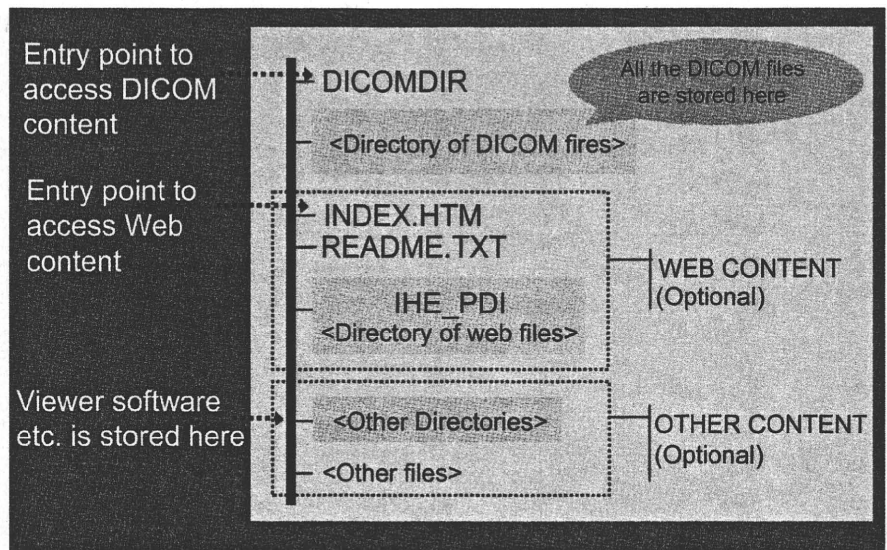 Entry point to
access DICOM
content
DICOMDIR
All the DICOM files
are stored here
<Directory of DICOM fires>
Entry point to
access Web
content
INDEX.HTM
README.TXT
IHE_PDI
<Directory of web files>
WEB CONTENT
(Optional)
Viewer software
etc. is stored here
<Other Directories>
<Other files>
OTHER CONTENT
(Optional)